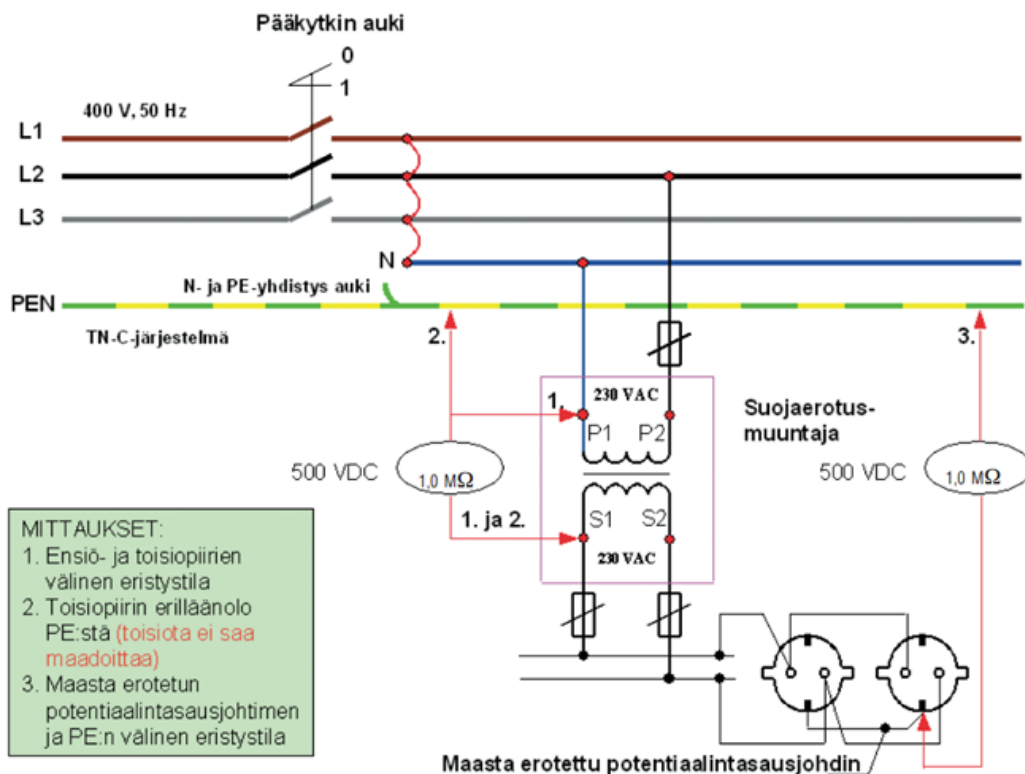 Pääkytkin auki
0
1
400 V, 50 Hz
L1
L2
L3
N
N- ja PE-yhdistys auki
PEN
TN-C-järjestelmä
2.
3.
230 VAC
1.
P1 P2
Suojaerotus-
muuntaja
500 VDC
1,0 MΩ
500 VDC
1,0 MΩ
1. ja 2.
S1 S2
230 VAC
MITTAUKSET:
1. Ensiö- ja toisiopiirien
välinen eristystila
2. Toisiopiirin erilläänolo
PE:stä (toisiota ei saa
maadoittaa)
3. Maasta erotetun
potentiaalintasausjohtimen
ja PE:n välinen eristystila
Maasta erotettu potentiaalintasausjohdin